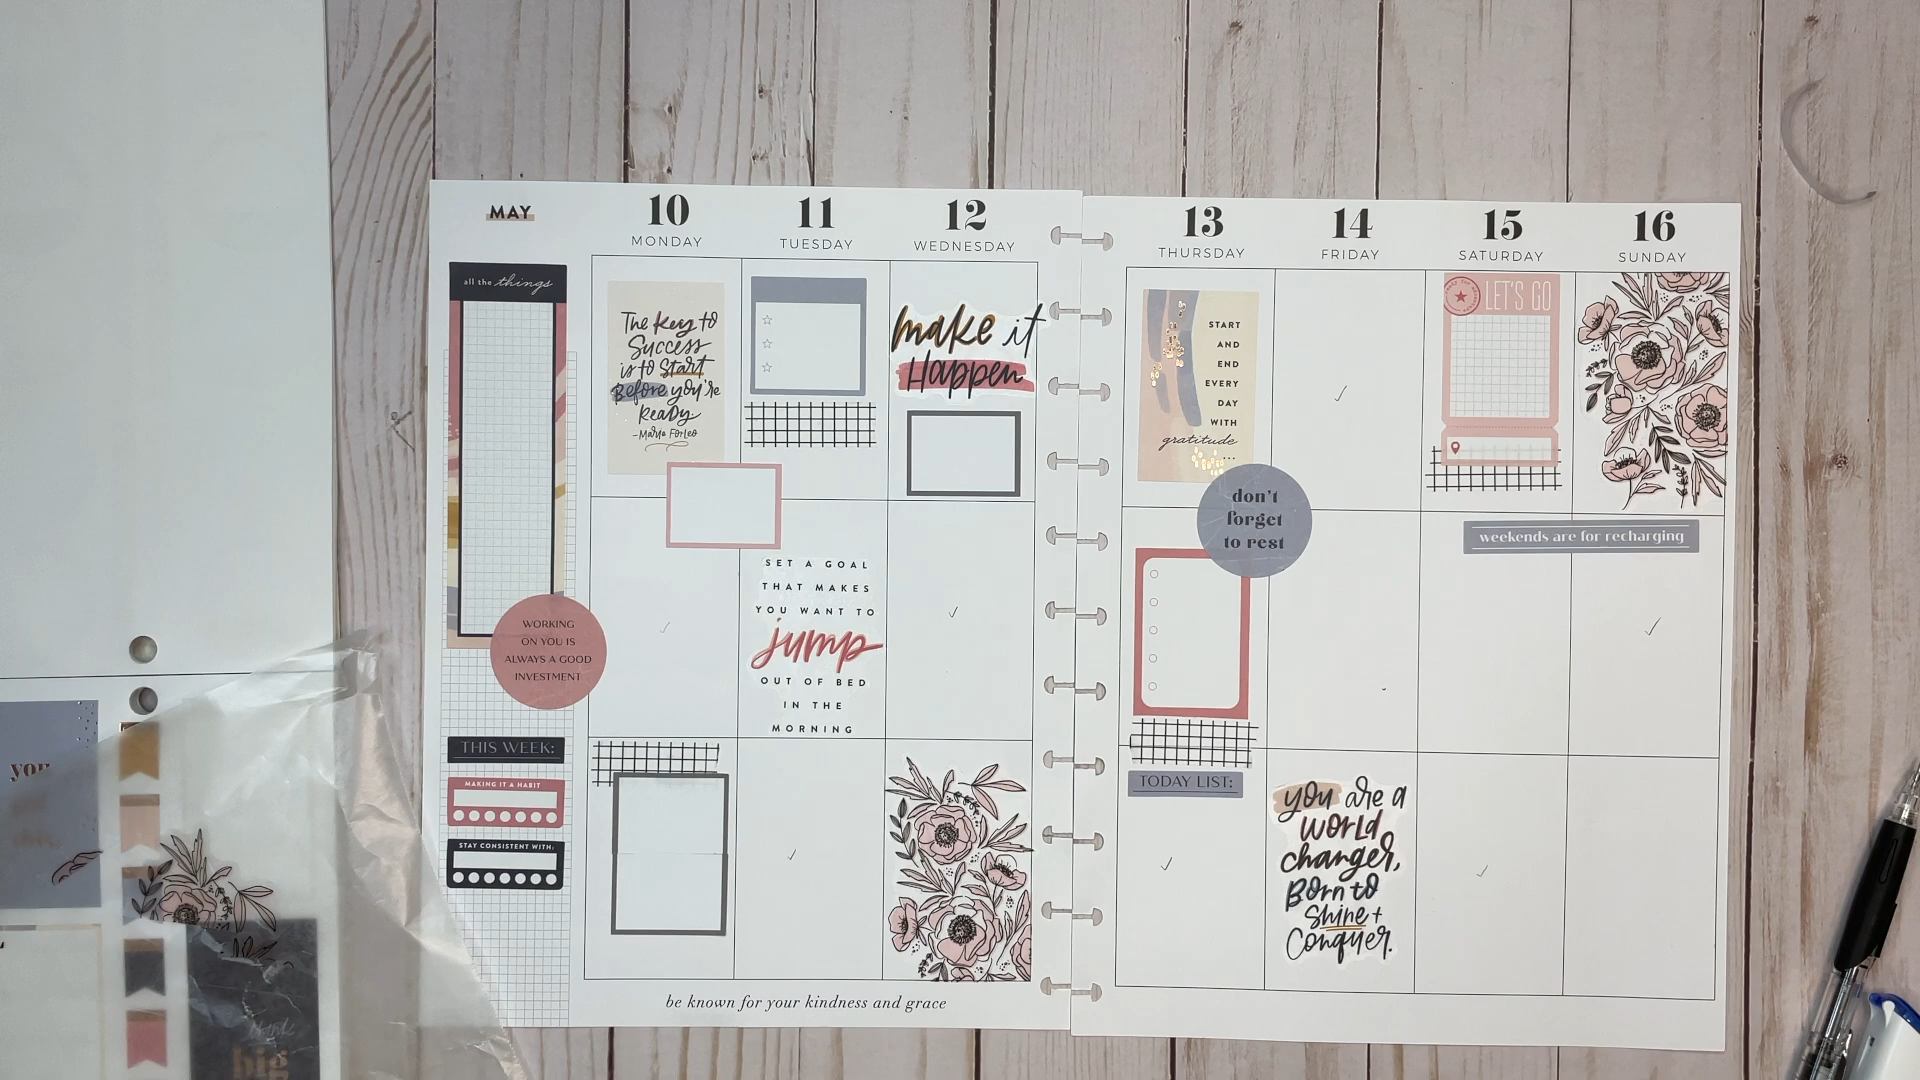 MAY
10
MONDAY
11
TUESDAY
12
WEDNESDAY
13
THURSDAY
14
FRIDAY
15
SATURDAY
16
SUNDAY
all the things
WORKING
ON YOU IS
ALWAYS A GOOD
INVESTMENT
THIS WEEK:
MAKING IT A HABIT
STAY CONSISTENT WITH:
The key to
Success
is to Start
Before you're
Ready.
-Marie Forleo
make it
Happen
SET A GOAL
THAT MAKES
YOU WANT TO
jump
OUT OF BED
IN THE
MORNING
be known for your kindness and grace
START
AND
END
EVERY
DAY
WITH
gratitude
...
don't
forget
to rest
TODAY LIST:
you are a
World
changer,
Born to
Shine +
Conquer.
LET'S GO
weekends are for recharging
you
big